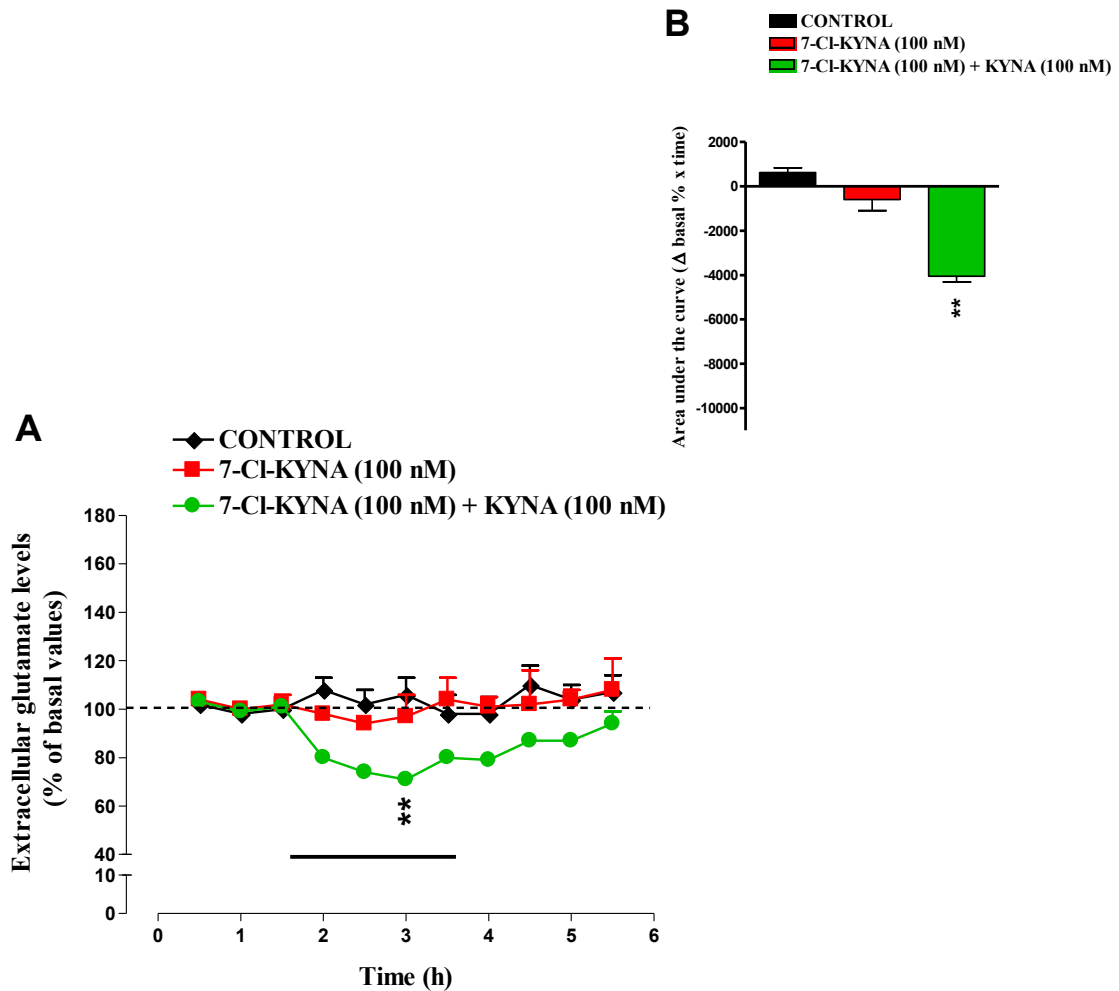 B
CONTROL
7-Cl-KYNA (100 nM)
7-Cl-KYNA (100 nM) + KYNA (100 nM)
Area under the curve (Δ basal % x time)
2000
0
-2000
-4000
-6000
-8000
-10000
**
A
CONTROL
7-Cl-KYNA (100 nM)
7-Cl-KYNA (100 nM) + KYNA (100 nM)
Extracellular glutamate levels
(% of basal values)
180
160
140
120
100
80
60
40
10
0
**
0 1 2 3 4 5 6
Time (h)